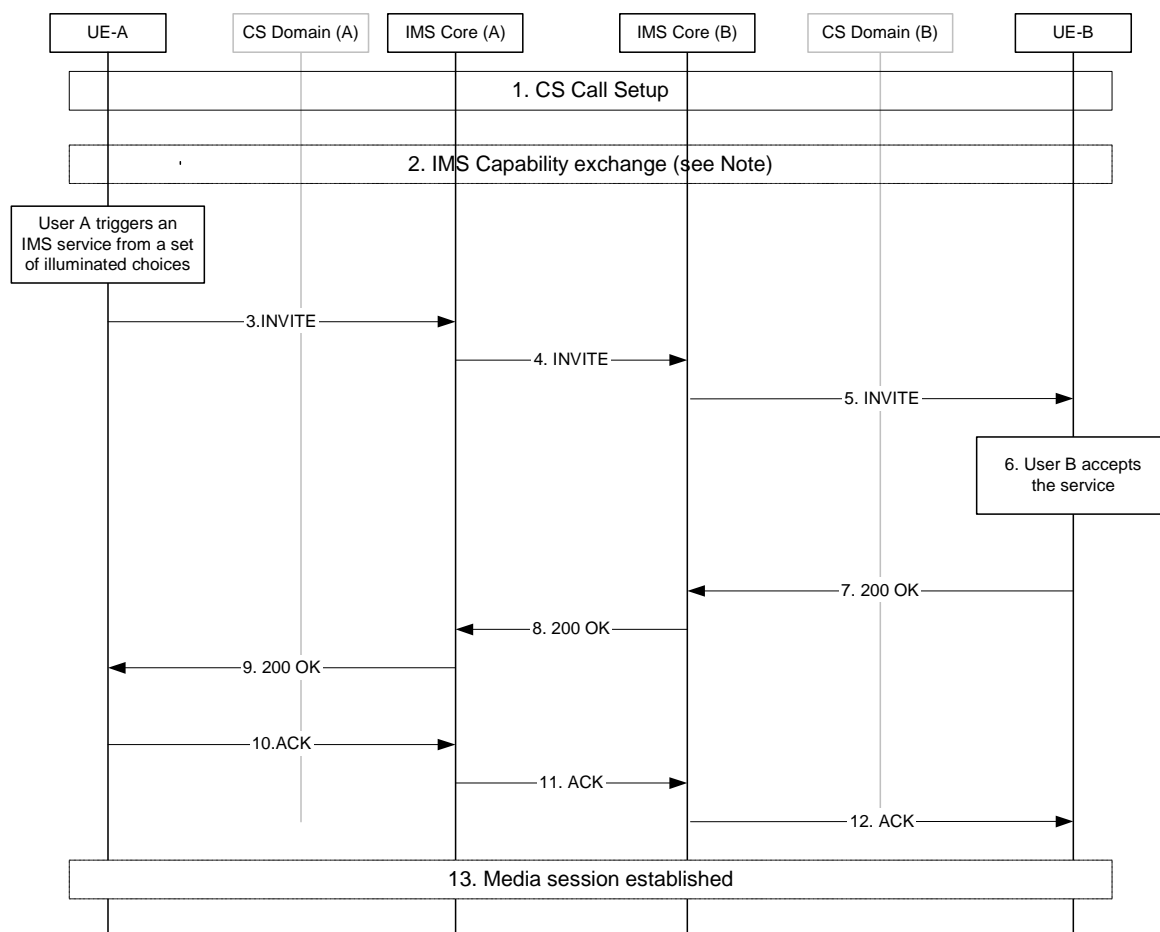 UE-A
CS Domain (A)
IMS Core (A)
IMS Core (B)
CS Domain (B)
UE-B
1. CS Call Setup
2. IMS Capability exchange (see Note)
User A triggers an
IMS service from a set
of illuminated choices
3.INVITE
4. INVITE
5. INVITE
6. User B accepts
the service
7. 200 OK
8. 200 OK
9. 200 OK
10.ACK
11. ACK
12. ACK
13. Media session established